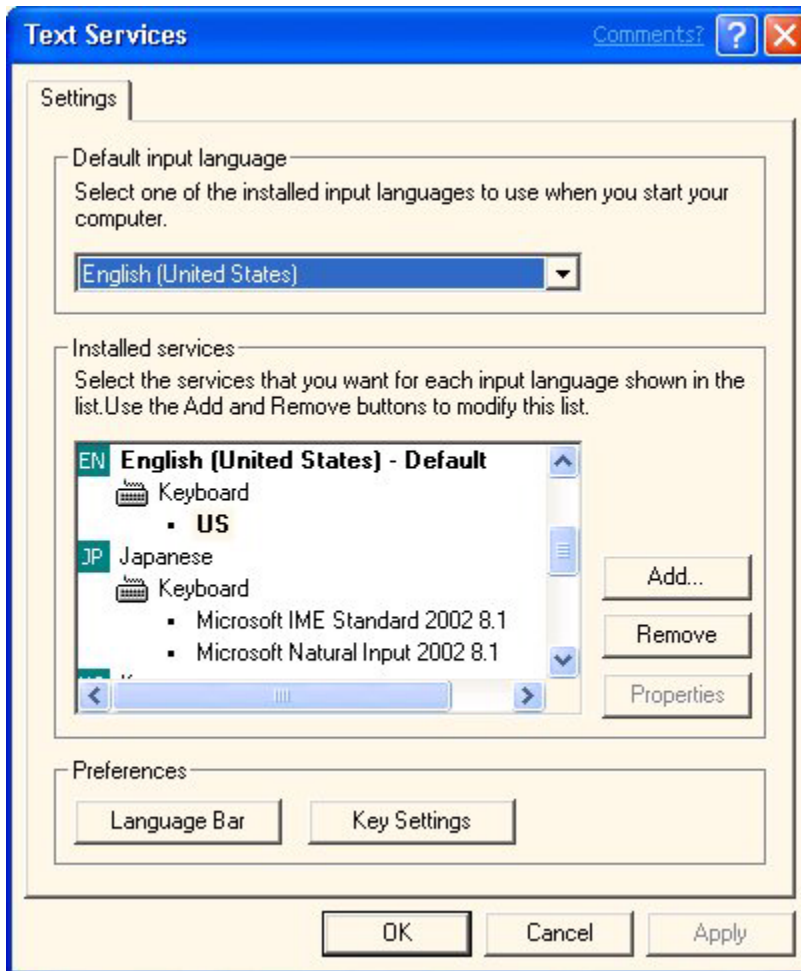 Text Services
Comments?
Settings
Default input language
Select one of the installed input languages to use when you start your
computer.
English (United States)
Installed services
Select the services that you want for each input language shown in the
list.Use the Add and Remove buttons to modify this list.
EN English (United States) - Default
Keyboard
US
JP Japanese
Keyboard
Microsoft IME Standard 2002 8.1
Microsoft Natural Input 2002 8.1
Add...
Remove
Properties
Preferences
Language Bar
Key Settings
OK
Cancel
Apply